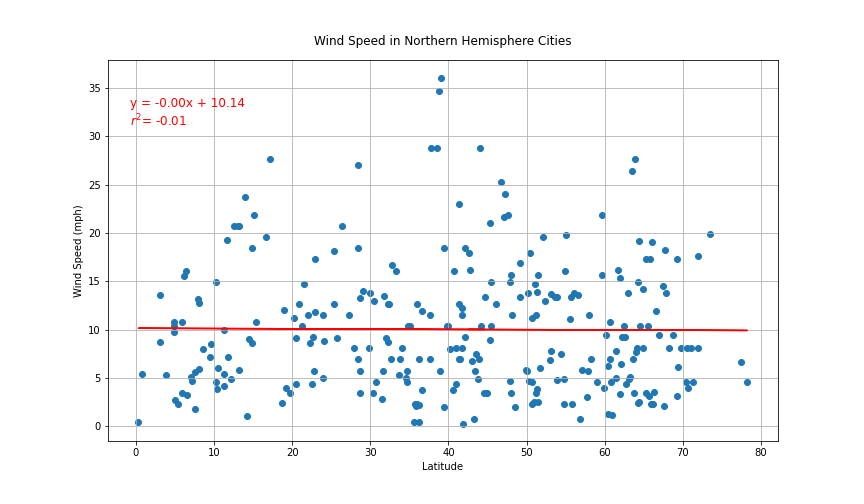 Wind Speed in Northern Hemisphere Cities
y = -0.00x + 10.14
r²= -0.01
35
30
25
20
15
10
5
0
Wind Speed (mph)
0 10 20 30 40 50 60 70 80
Latitude